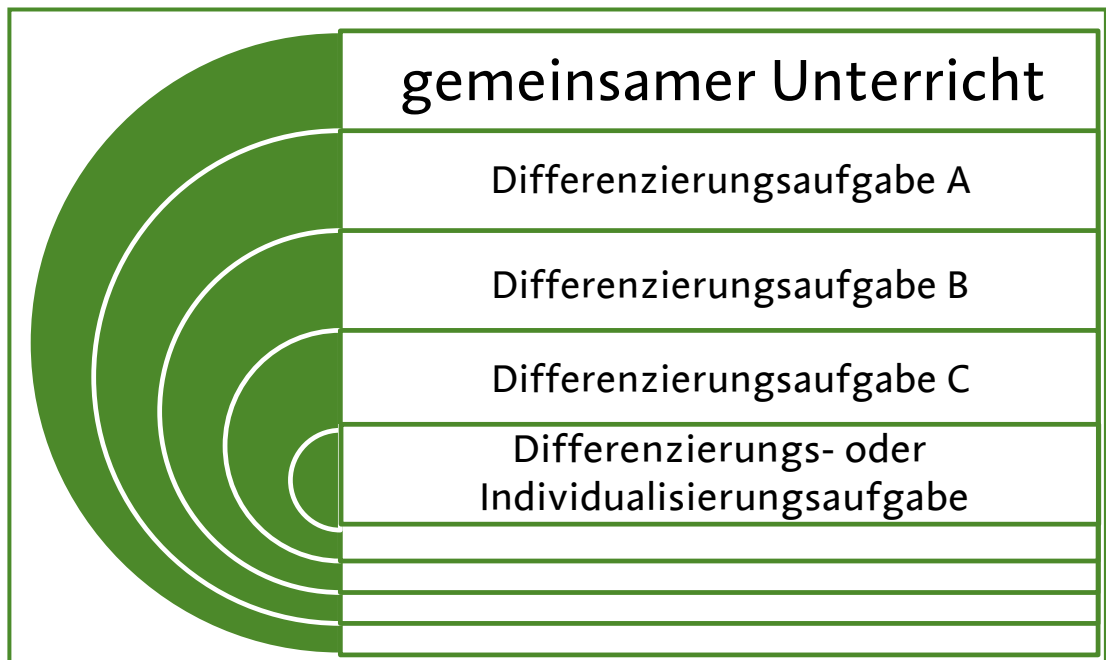 gemeinsamer Unterricht
Differenzierungsaufgabe A
Differenzierungsaufgabe B
Differenzierungsaufgabe C
Differenzierungs- oder
Individualisierungsaufgabe